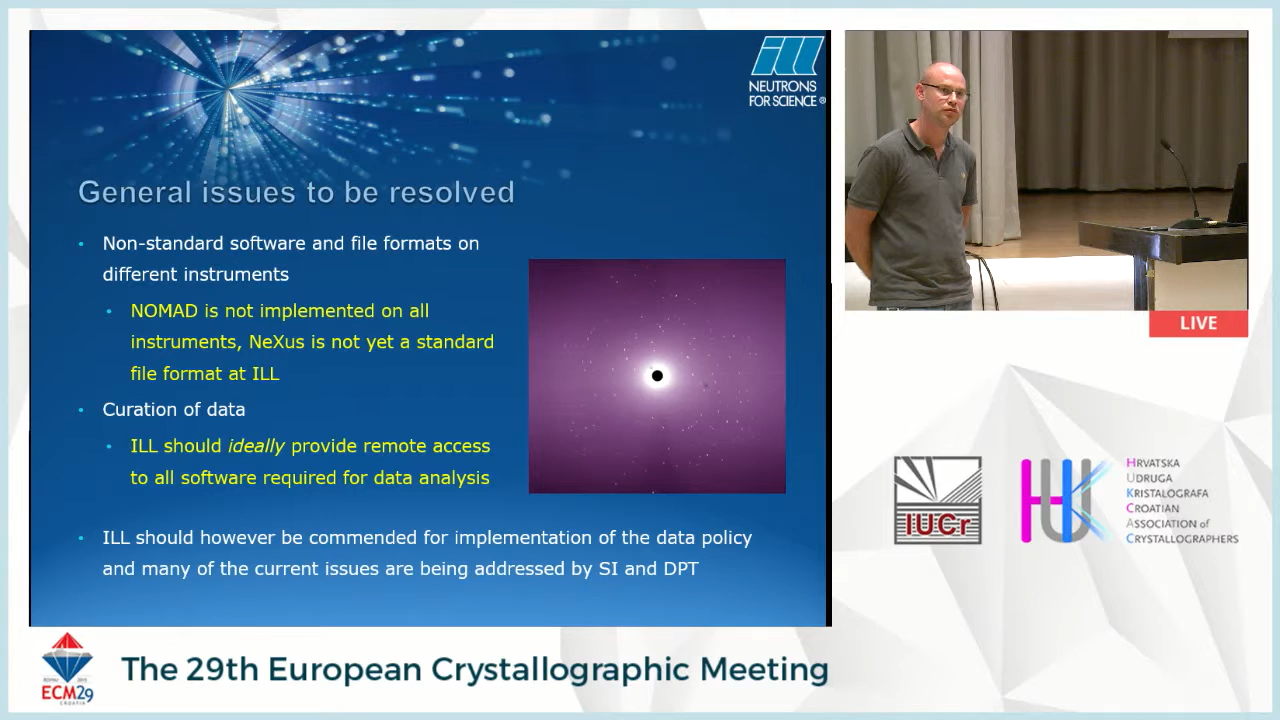 ill
NEUTRONS
FOR SCIENCE ®
General issues to be resolved
• Non-standard software and file formats on
different instruments
• NOMAD is not implemented on all
instruments, NeXus is not yet a standard
file format at ILL
• Curation of data
• ILL should ideally provide remote access
to all software required for data analysis
• ILL should however be commended for implementation of the data policy
and many of the current issues are being addressed by SI and DPT
LIVE
IUCr
HUK
HRVATSKA
UDRUGA
KRISTALOGRAFA
CROATIAN
ASSOCIATION of
CRYSTALLOGRAPHERS
ECM29
CROATIA
The 29th European Crystallographic Meeting